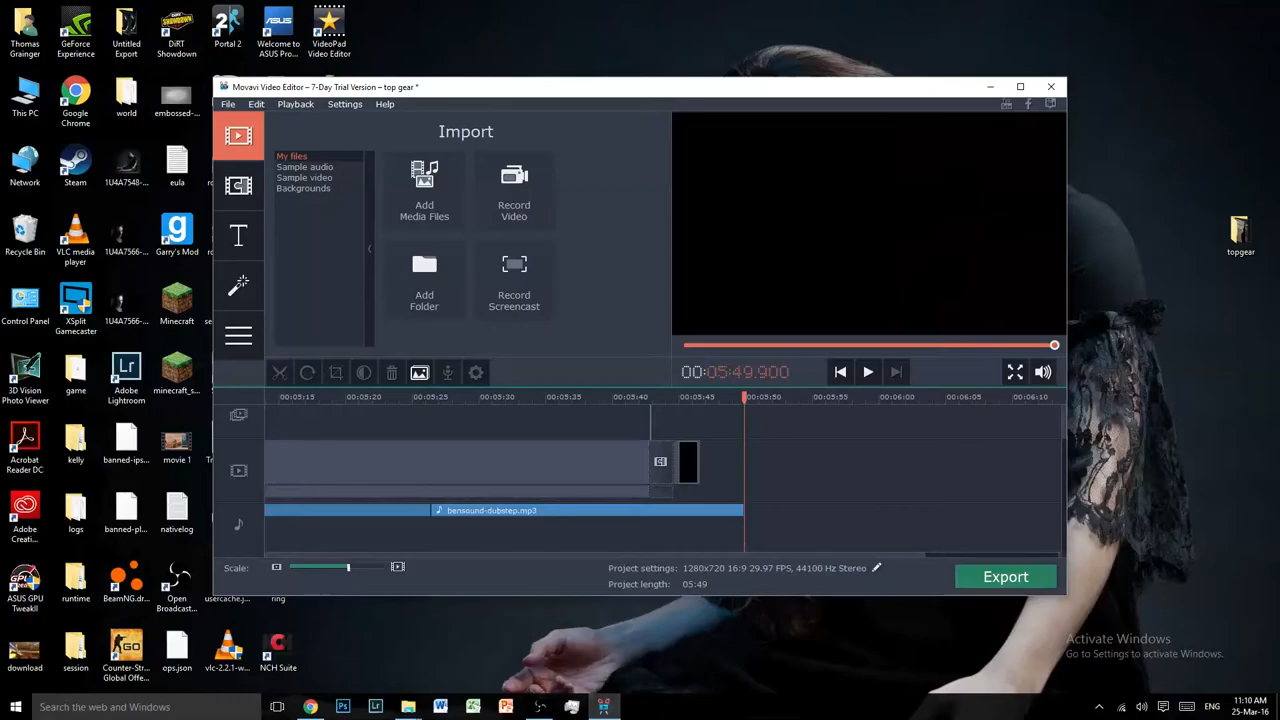 Thomas
Grainger
GeForce
Experience
Untitled
Export
DiRT
Showdown
Portal 2
Welcome to
ASUS Pro...
VideoPad
Video Editor
This PC
Google
Chrome
world
embossed-...
Network
Steam
1U4A7548-...
eula
Recycle Bin
VLC media
player
1U4A7566-...
Garry's Mod
Control Panel
XSplit
Gamecaster
1U4A7566-...
Minecraft
3D Vision
Photo Viewer
game
Adobe
Lightroom
minecraft_s...
Acrobat
Reader DC
kelly
banned-ips...
movie 1
Adobe
Creati...
logs
banned-pl...
nativelog
ASUS GPU
TweakII
runtime
BeamNG.dr...
Open
Broadcast...
usercache.j...
ring
download
session
Counter-Str...
Global Offe...
ops.json
vlc-2.2.1-w...
NCH Suite
topgear
Movavi Video Editor – 7-Day Trial Version – top gear *
File Edit Playback Settings Help
Import
My files
Sample audio
Sample video
Backgrounds
Add
Media Files
Record
Video
Add
Folder
Record
Screencast
00:05:49.900
00:05:15 00:05:20 00:05:25 00:05:30 00:05:35 00:05:40 00:05:45 00:05:50 00:05:55 00:06:00 00:06:05 00:06:10
bensound-dubstep.mp3
Scale:
Project settings: 1280x720 16:9 29.97 FPS, 44100 Hz Stereo
Project length: 05:49
Export
Activate Windows
Go to Settings to activate Windows.
Search the web and Windows
ENG
11:10 AM
25-Mar-16